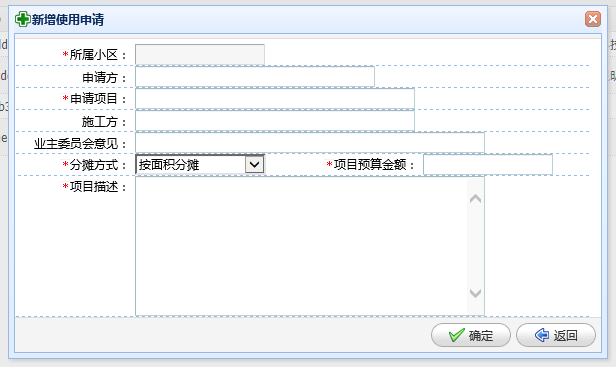 新增使用申请
*所属小区：
申请方：
*申请项目：
施工方：
业主委员会意见：
*分摊方式： 按面积分摊 *项目预算金额：
*项目描述：
确定 返回